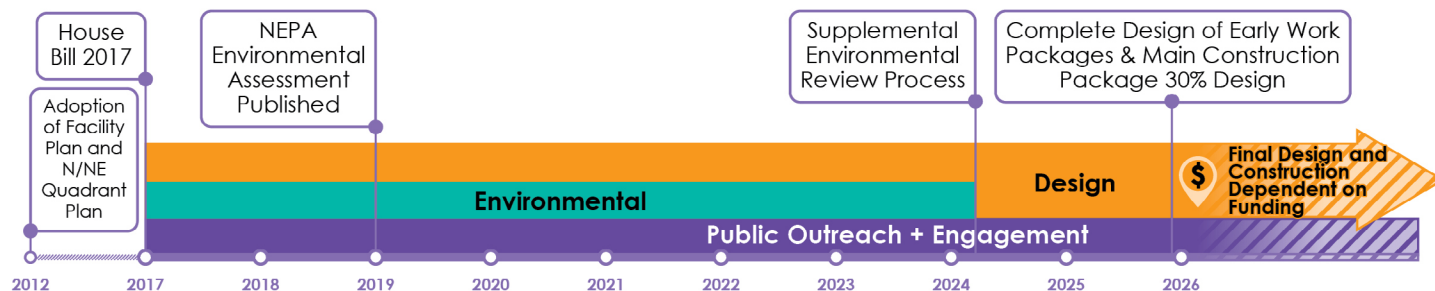 House
Bill 2017
Adoption
of Facility
Plan and
N/NE
Quadrant
Plan
NEPA
Environmental
Assessment
Published
Supplemental
Environmental
Review Process
Complete Design of Early Work
Packages & Main Construction
Package 30% Design
Environmental
Design
$
Final Design and
Construction
Dependent on
Funding
Public Outreach + Engagement
2012
2017
2018
2019
2020
2021
2022
2023
2024
2025
2026